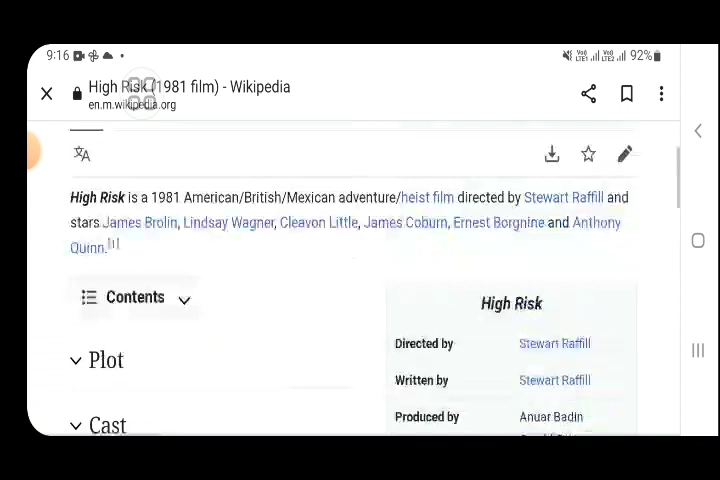 9:16
92%
High Risk (1981 film) - Wikipedia
en.m.wikipedia.org
High Risk is a 1981 American/British/Mexican adventure/heist film directed by Stewart Raffill and
stars James Brolin, Lindsay Wagner, Cleavon Little, James Coburn, Ernest Borgnine and Anthony
Quinn.[1]
Contents
High Risk
Directed by Stewart Raffill
Plot
Written by Stewart Raffill
Produced by Anuar Badin
Cast